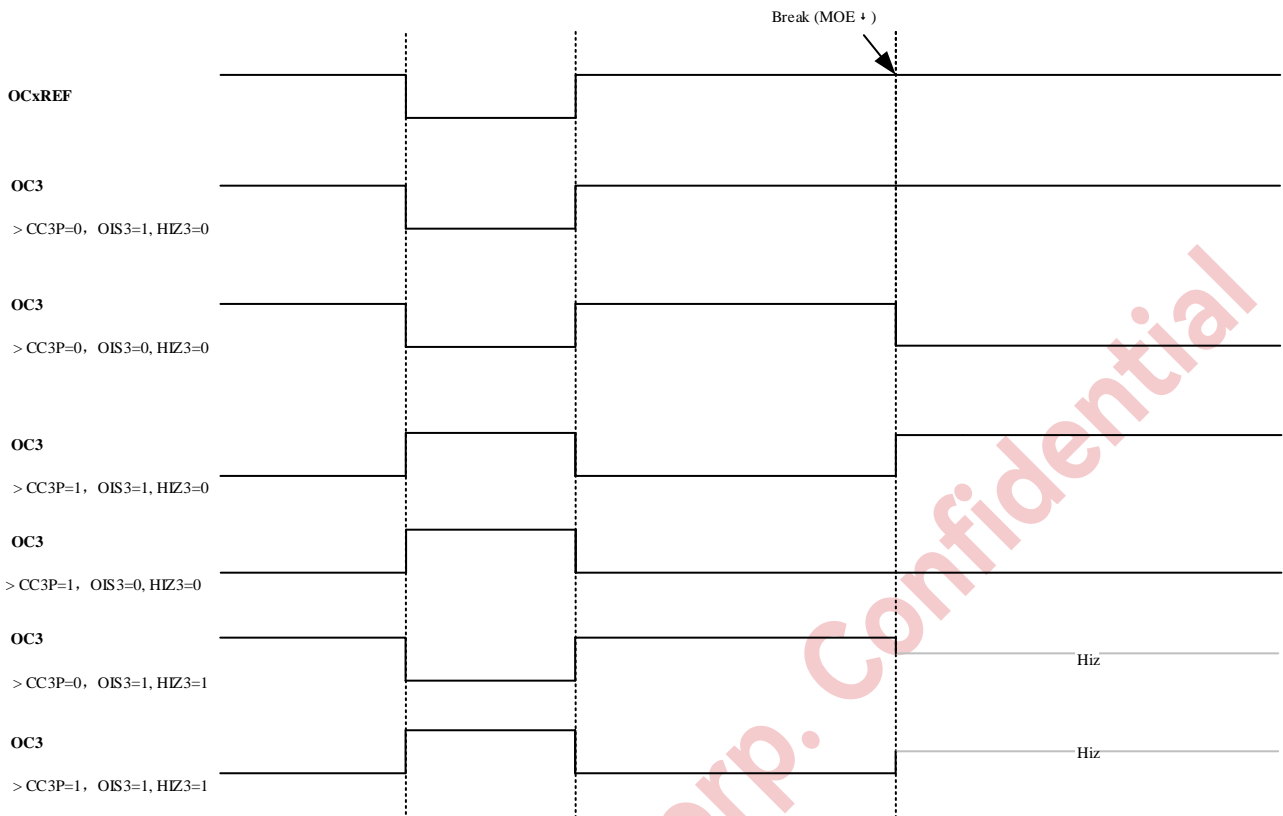 Break (MOE ↓ )
OCxREF
OC3
> CC3P=0，OIS3=1, HIZ3=0
OC3
> CC3P=0，OIS3=0, HIZ3=0
OC3
> CC3P=1，OIS3=1, HIZ3=0
OC3
> CC3P=1，OIS3=0, HIZ3=0
OC3
> CC3P=0，OIS3=1, HIZ3=1
Hiz
OC3
> CC3P=1，OIS3=1, HIZ3=1
Hiz
orp. Confidential